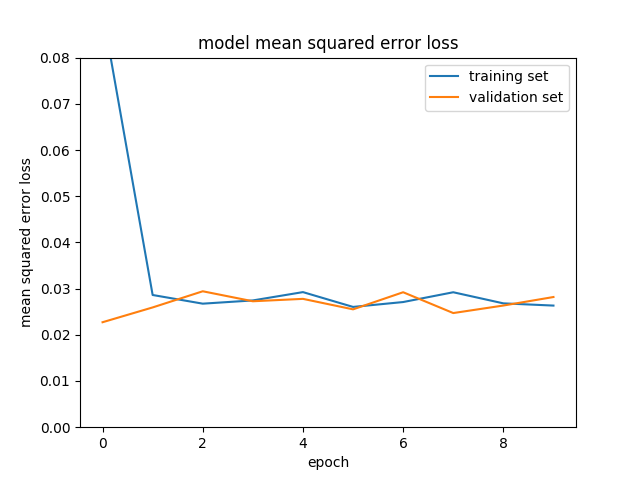 model mean squared error loss
training set
validation set
mean squared error loss
0.08
0.07
0.06
0.05
0.04
0.03
0.02
0.01
0.00
0 2 4 6 8
epoch